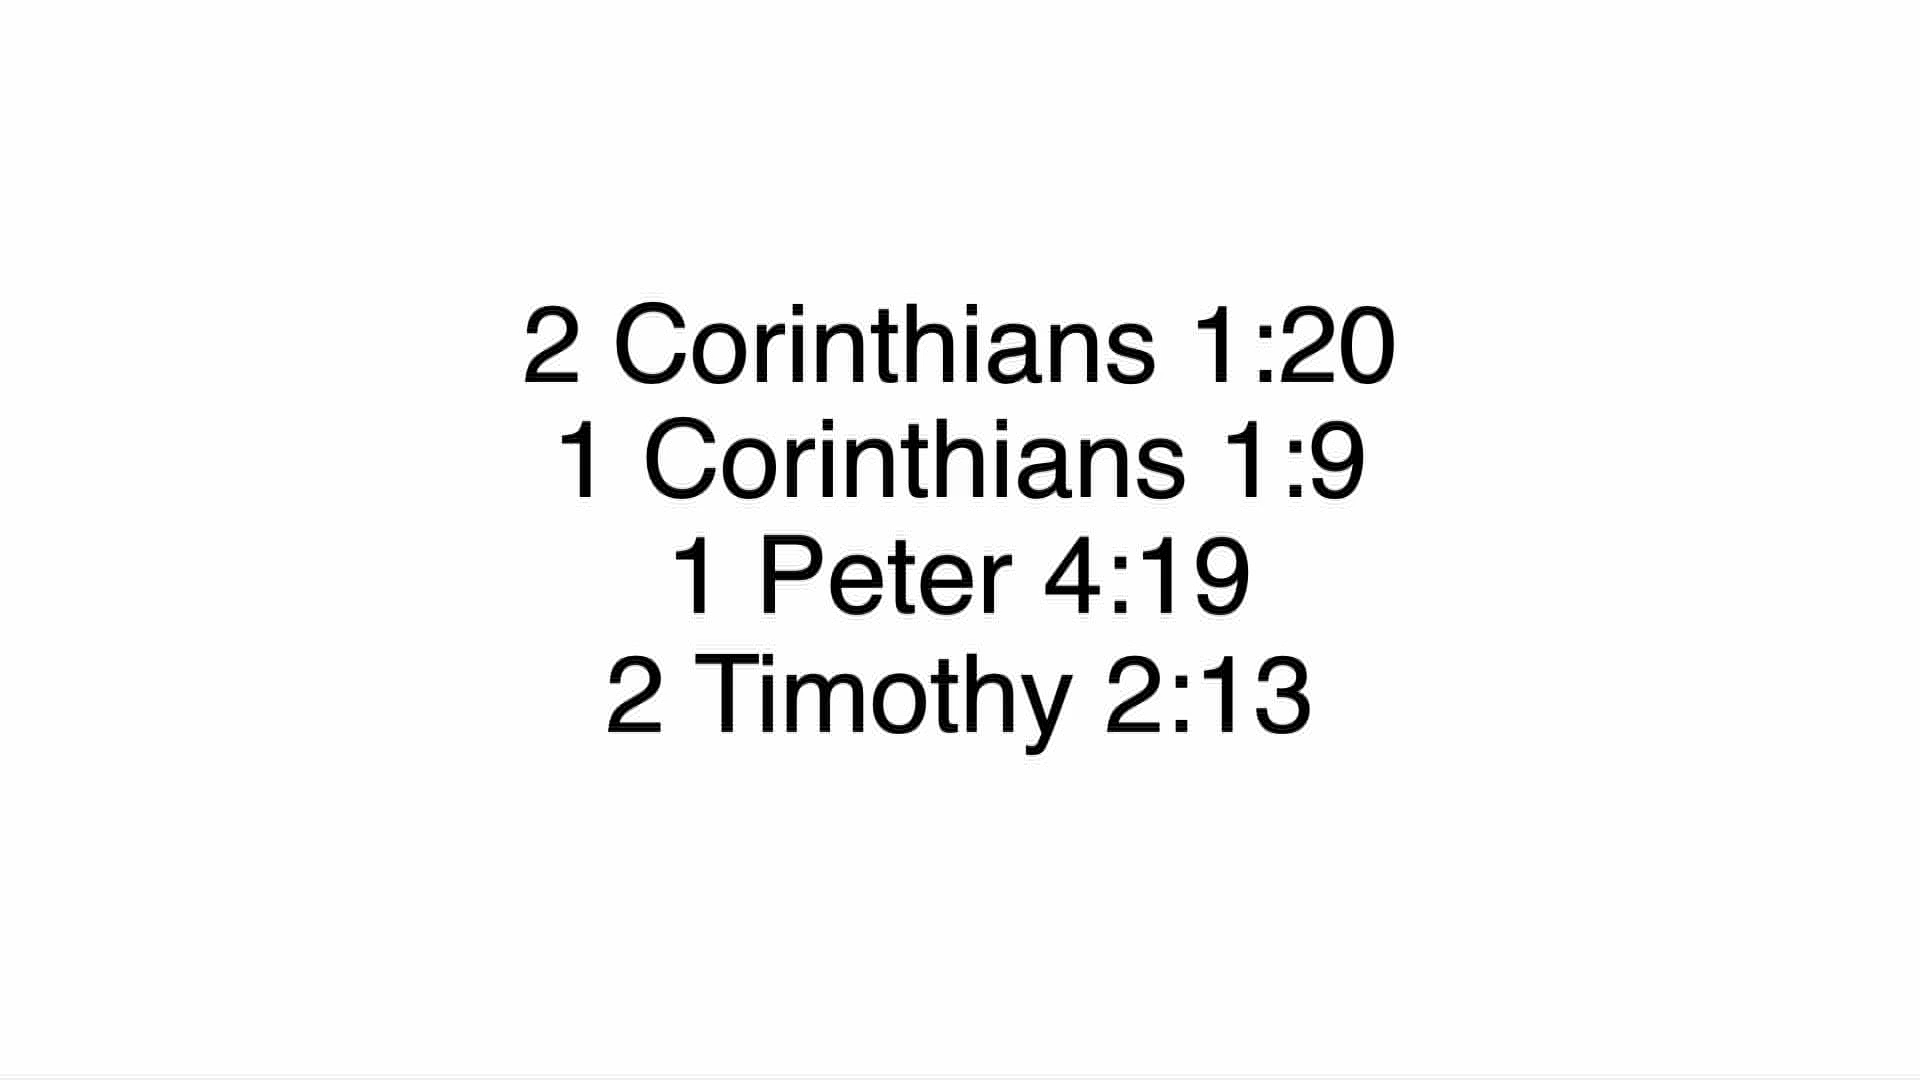 2 Corinthians 1:20
1 Corinthians 1:9
1 Peter 4:19
2 Timothy 2:13